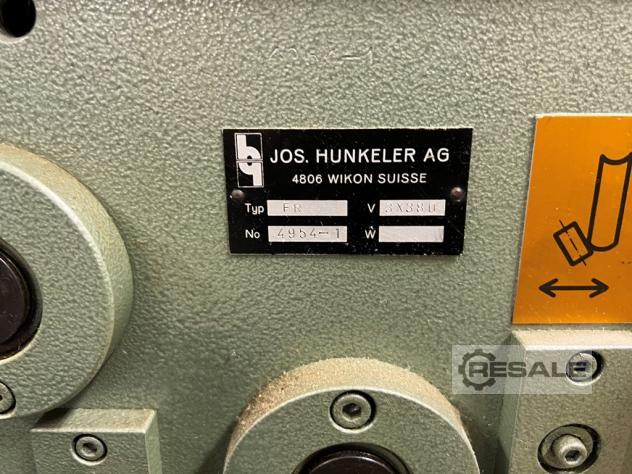 JOS. HUNKELER AG
4806 WIKON SUISSE
Typ FR V 3X380
No 4954-1 W
RESALE